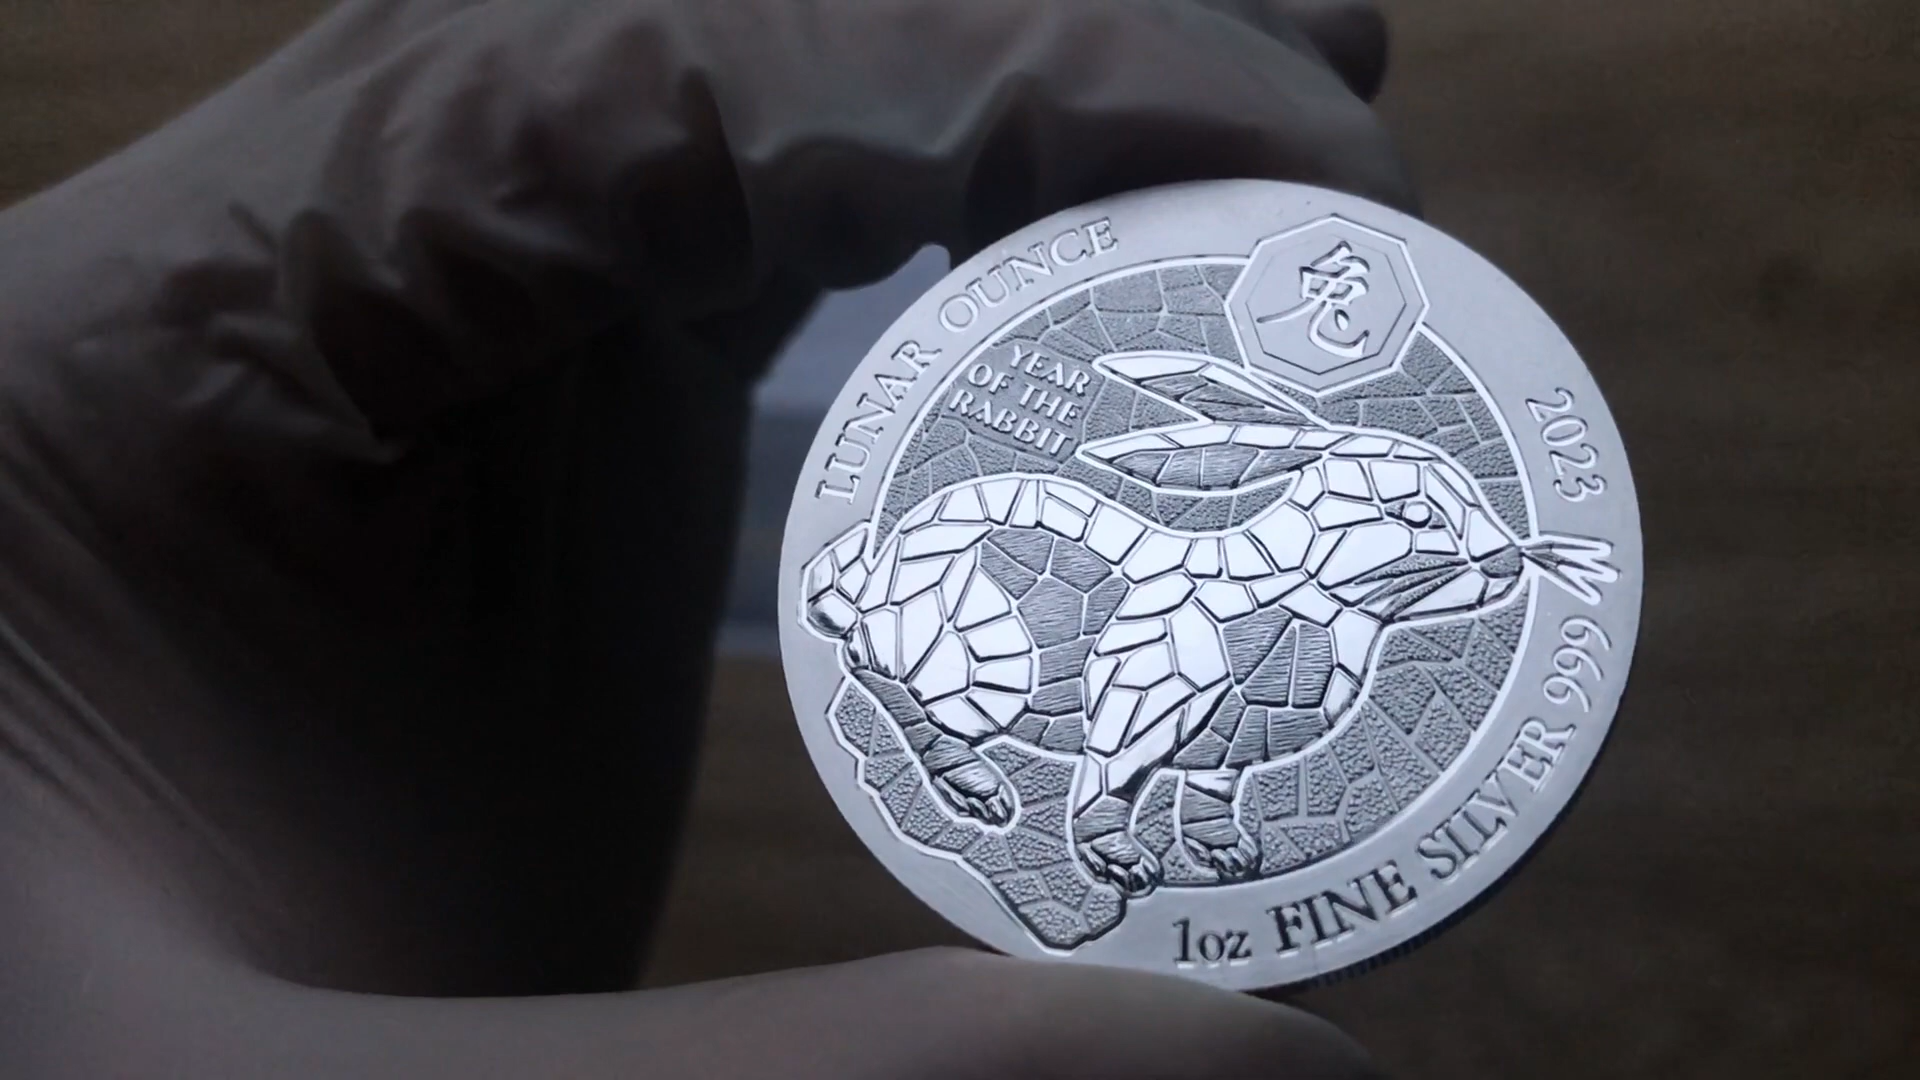 LUNAR OUNCE
兔
YEAR
OF THE
RABBIT
2023
1oz FINE SILVER 999